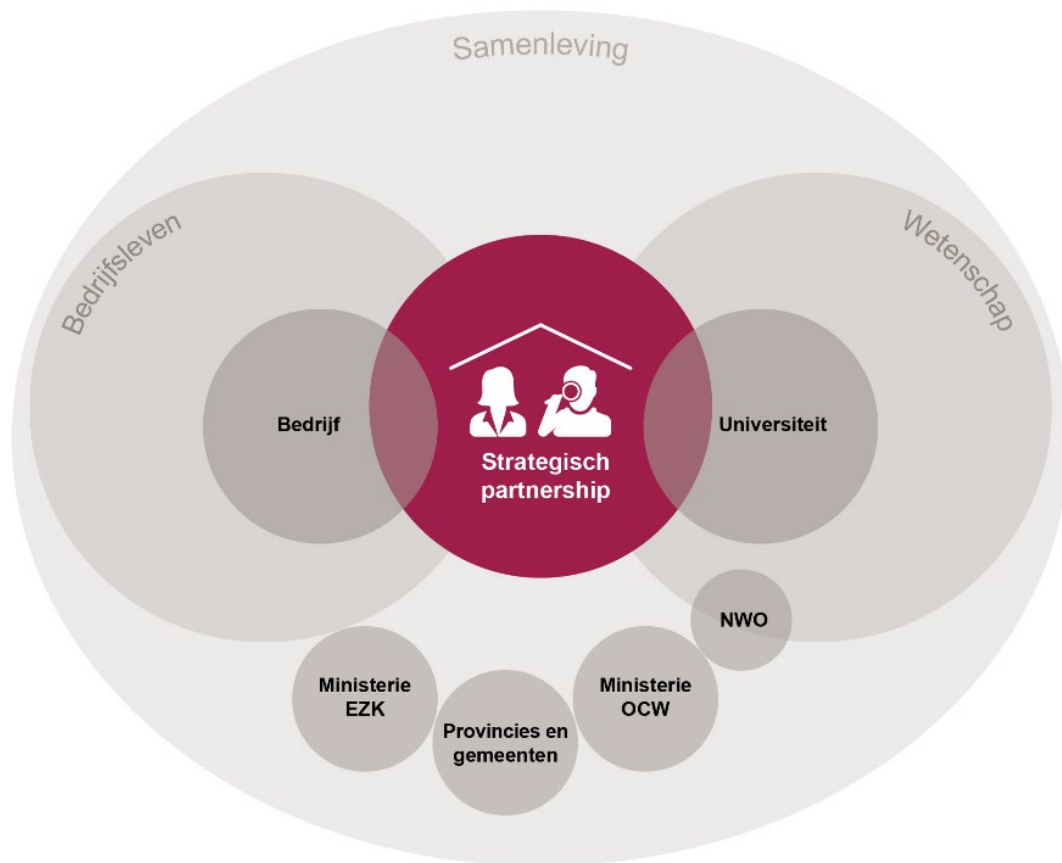 Samenleving
Bedrijfsleven
Wetenschap
Bedrijf
Strategisch
partnership
Universiteit
NWO
Ministerie
EZK
Provincies en
gemeenten
Ministerie
OCW